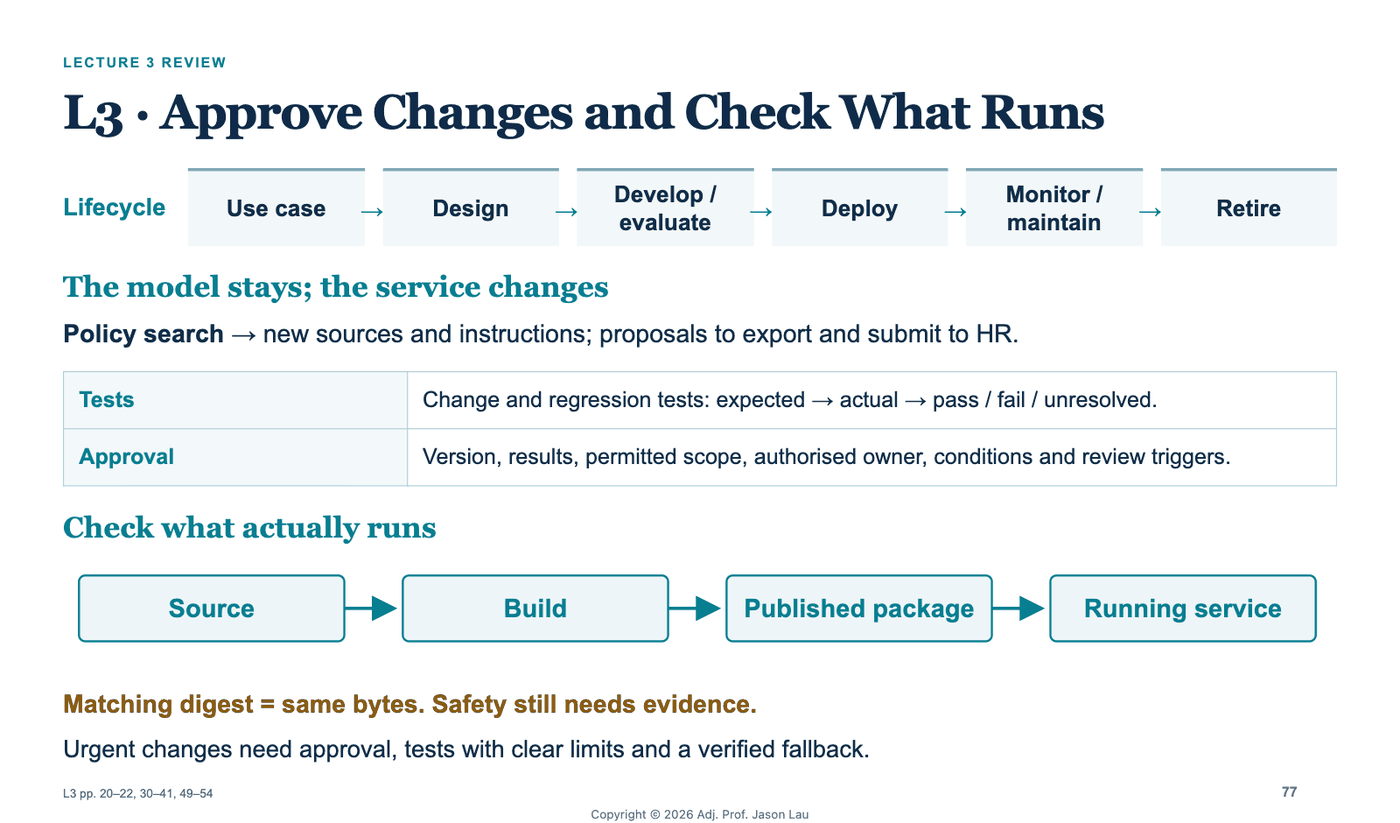 LECTURE 3 REVIEW
L3 · Approve Changes and Check What Runs
Lifecycle
Use case → Design → Develop / evaluate → Deploy → Monitor / maintain → Retire
The model stays; the service changes
Policy search → new sources and instructions; proposals to export and submit to HR.
Tests
Change and regression tests: expected → actual → pass / fail / unresolved.
Approval
Version, results, permitted scope, authorised owner, conditions and review triggers.
Check what actually runs
Source → Build → Published package → Running service
Matching digest = same bytes. Safety still needs evidence.
Urgent changes need approval, tests with clear limits and a verified fallback.
L3 pp. 20–22, 30–41, 49–54
77
Copyright © 2026 Adj. Prof. Jason Lau